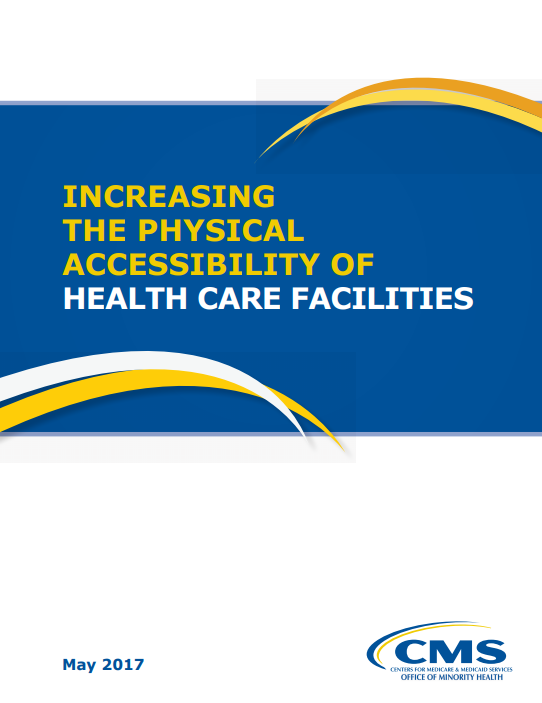 INCREASING
THE PHYSICAL
ACCESSIBILITY OF
HEALTH CARE FACILITIES
May 2017
CMS
CENTERS FOR MEDICARE & MEDICAID SERVICES
OFFICE OF MINORITY HEALTH